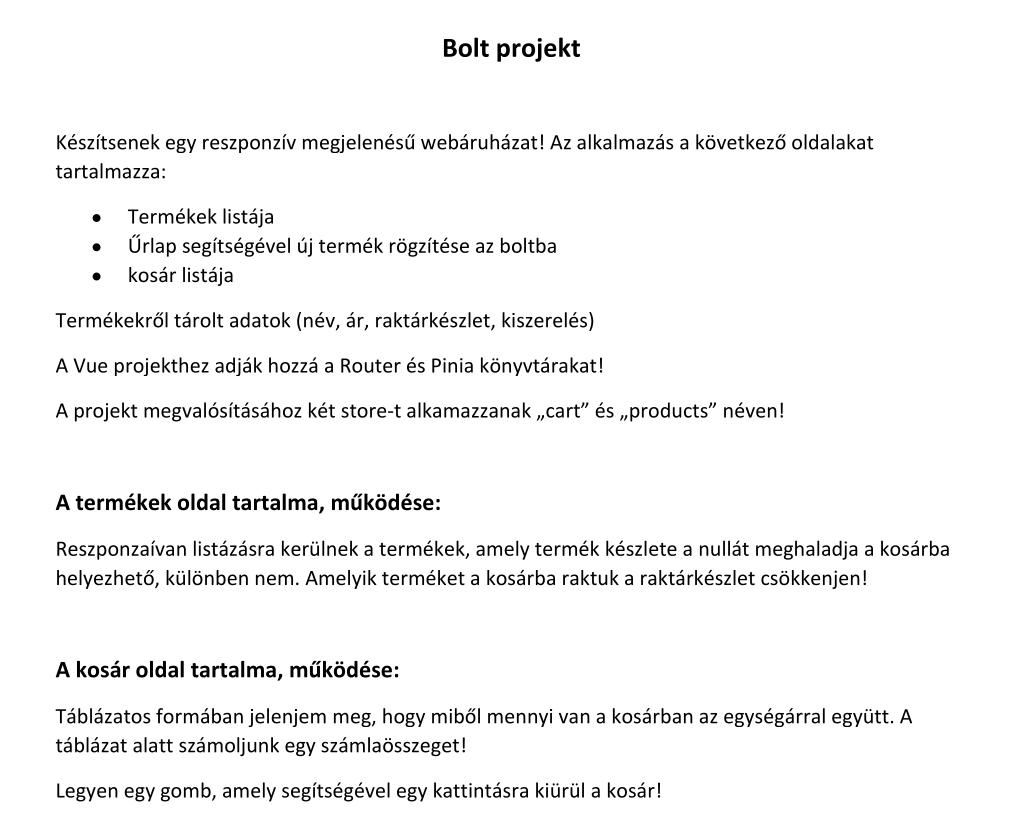 Bolt projekt
Készítsenek egy reszponzív megjelenésű webáruházat! Az alkalmazás a következő oldalakat
tartalmazza:
● Termékek listája
● Űrlap segítségével új termék rögzítése az boltba
● kosár listája
Termékekről tárolt adatok (név, ár, raktárkészlet, kiszerelés)
A Vue projekthez adják hozzá a Router és Pinia könyvtárakat!
A projekt megvalósításához két store-t alkamazzanak „cart” és „products” néven!
A termékek oldal tartalma, működése:
Reszponzaívan listázásra kerülnek a termékek, amely termék készlete a nullát meghaladja a kosárba
helyezhető, különben nem. Amelyik terméket a kosárba raktuk a raktárkészlet csökkenjen!
A kosár oldal tartalma, működése:
Táblázatos formában jelenjem meg, hogy miből mennyi van a kosárban az egységárral együtt. A
táblázat alatt számoljunk egy számlaösszeget!
Legyen egy gomb, amely segítségével egy kattintásra kiürül a kosár!